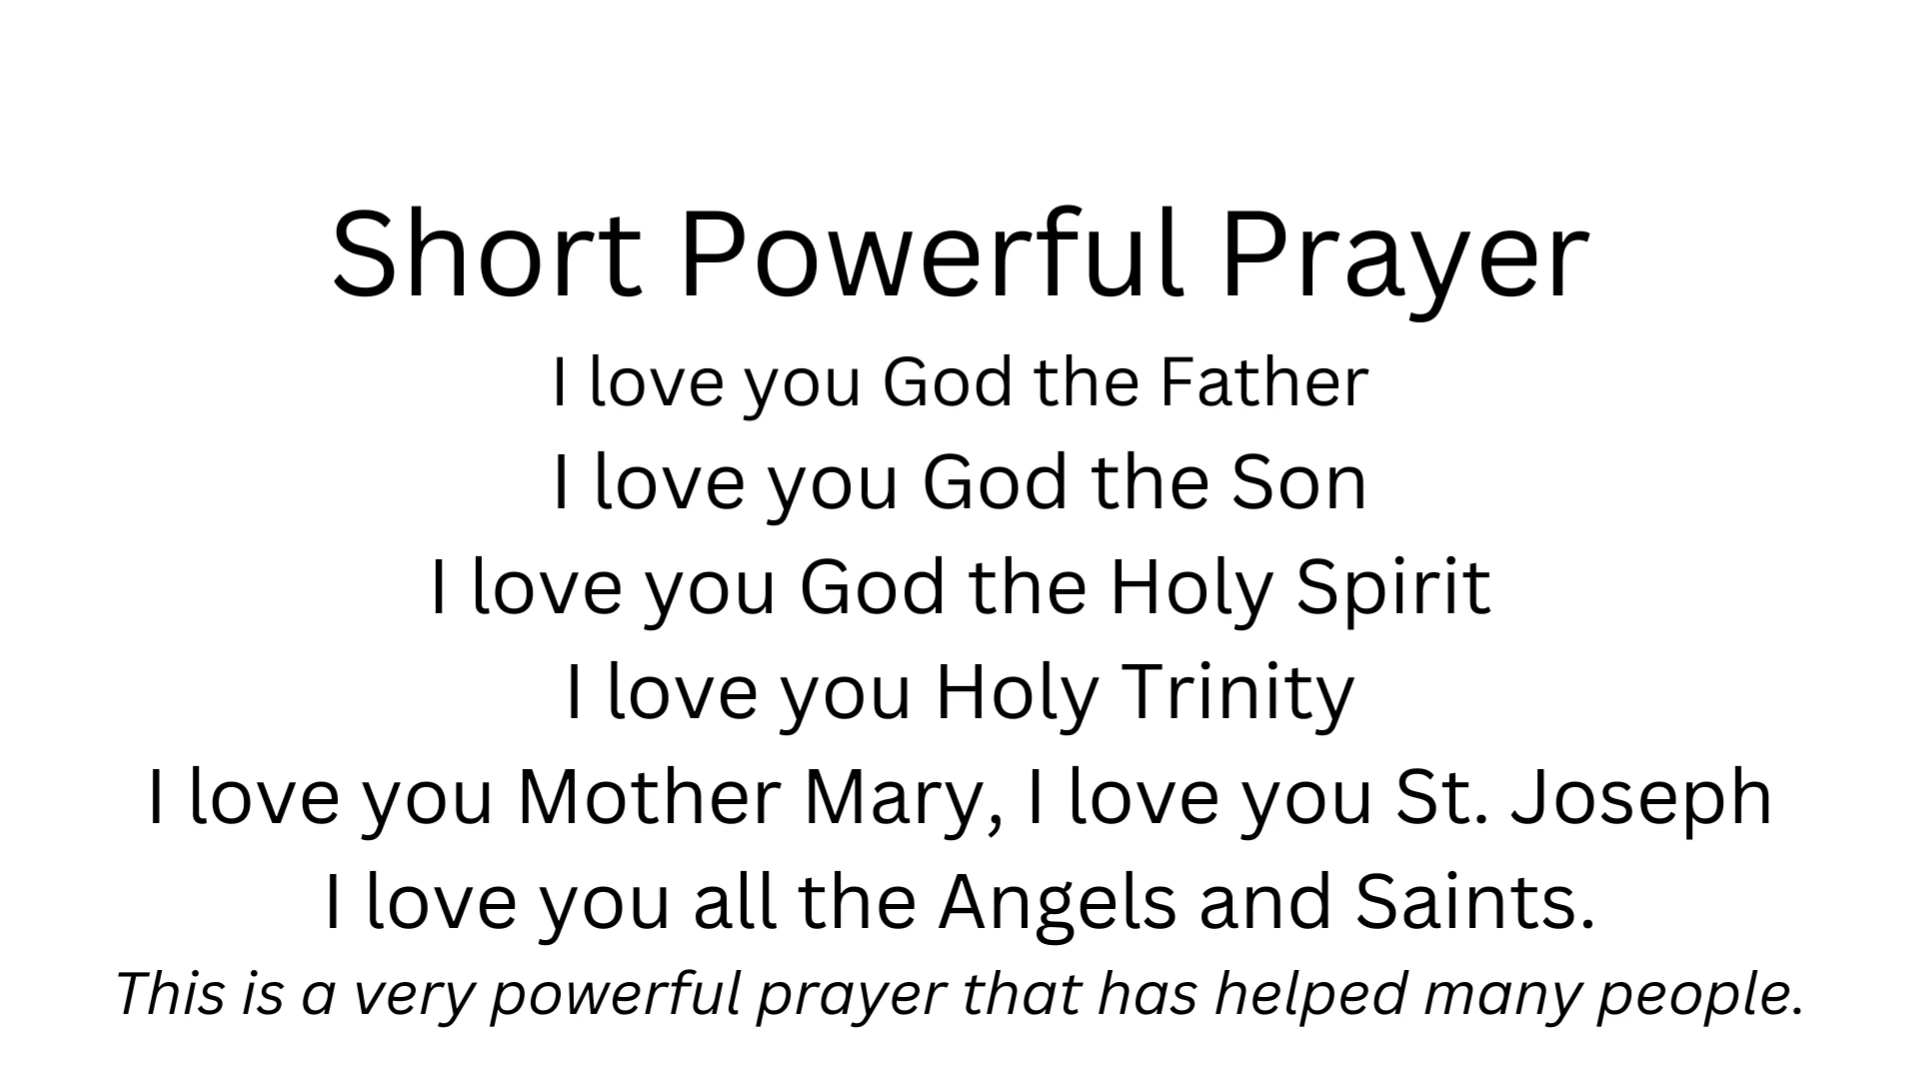 Short Powerful Prayer
I love you God the Father
I love you God the Son
I love you God the Holy Spirit
I love you Holy Trinity
I love you Mother Mary, I love you St. Joseph
I love you all the Angels and Saints.
This is a very powerful prayer that has helped many people.